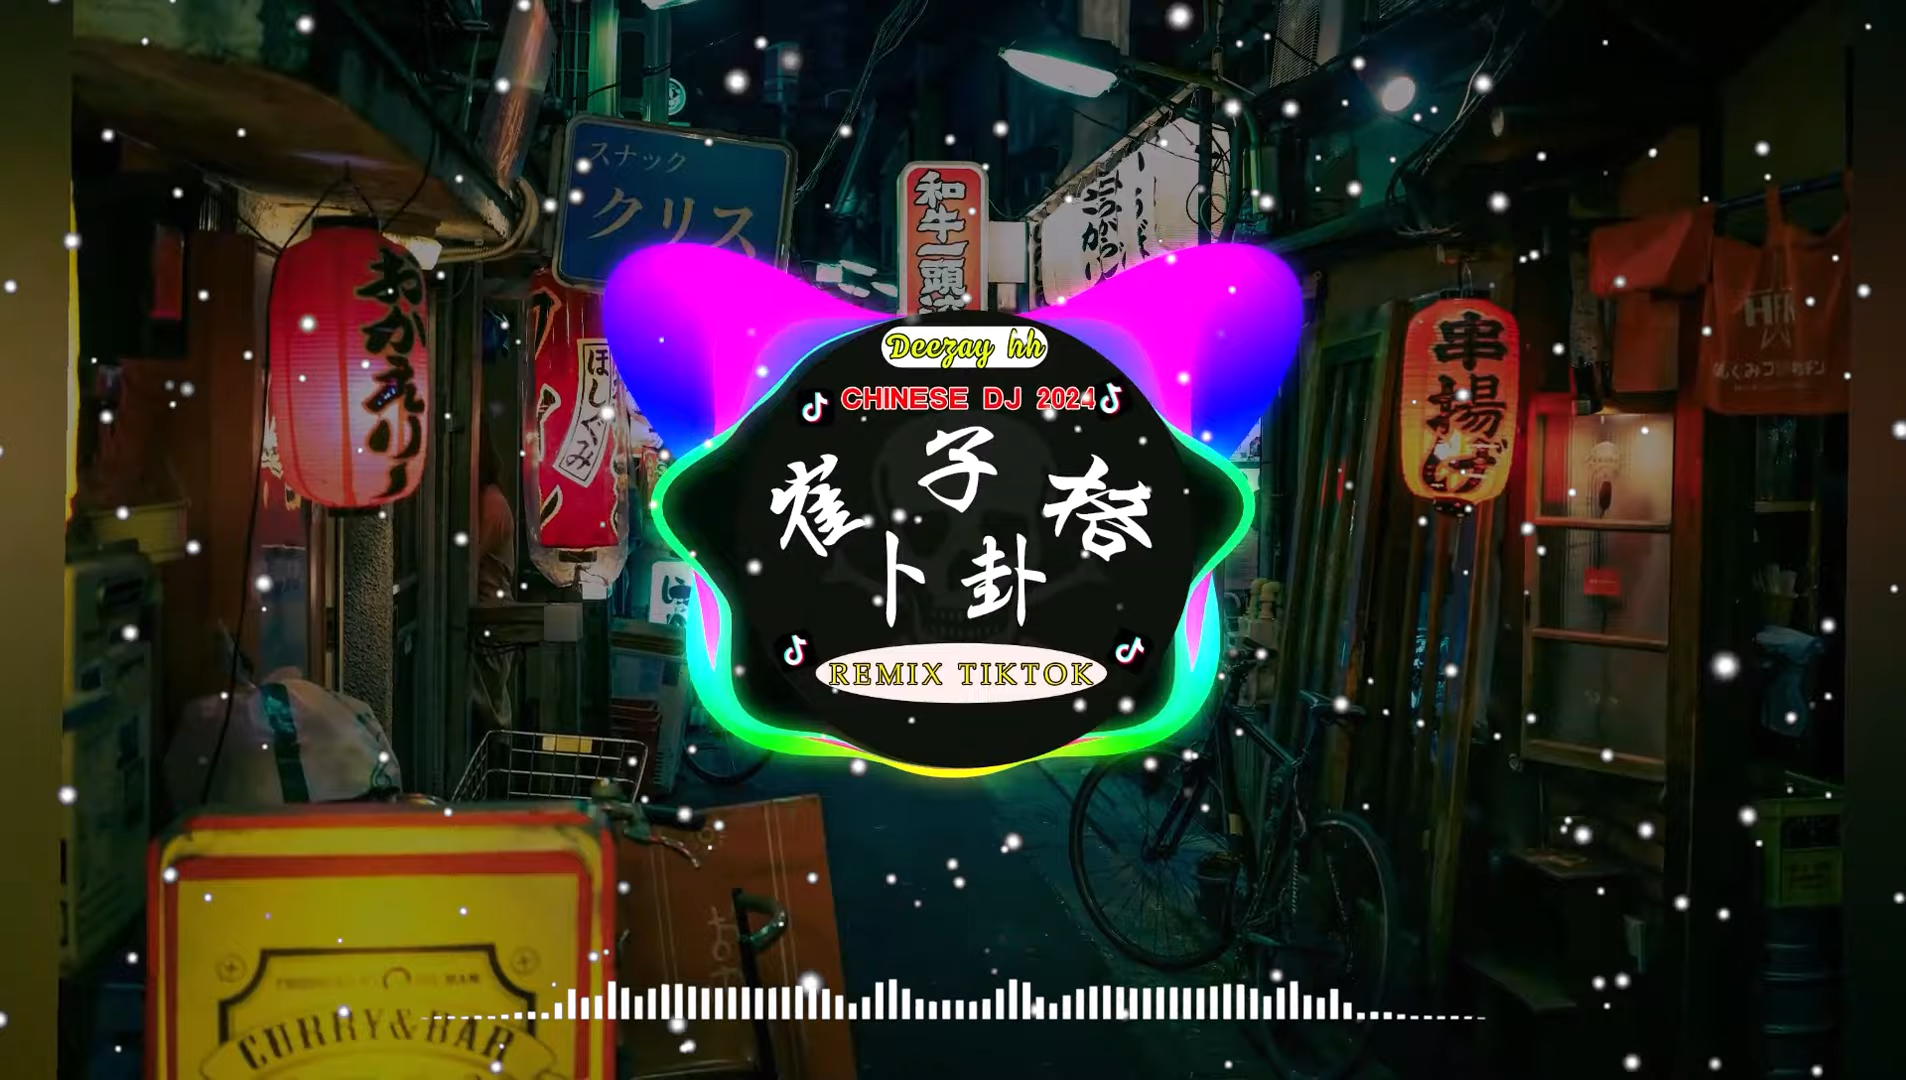 スナック
クリス
和牛一頭
おかえり
ほしぐみ
串揚げ
Deezay hh
CHINESE DJ 2024
崔子格
卜卦
REMIX TIKTOK
CURRY&BAR